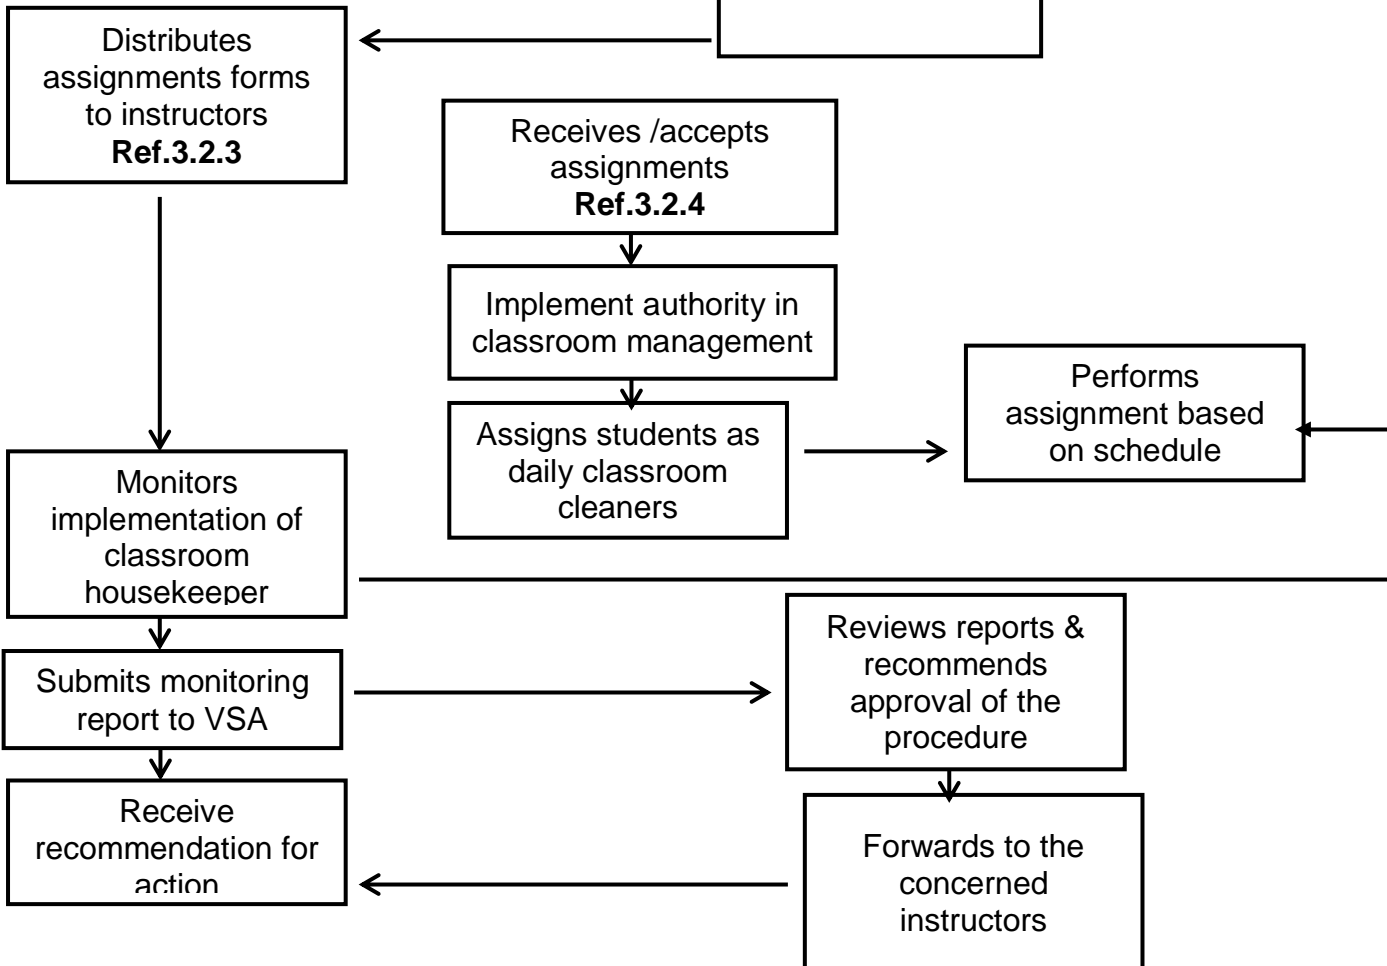 Distributes
assignments forms
to instructors
Ref.3.2.3
Receives /accepts
assignments
Ref.3.2.4
Implement authority in
classroom management
Assigns students as
daily classroom
cleaners
Performs
assignment based
on schedule
Monitors
implementation of
classroom
housekeeper
Submits monitoring
report to VSA
Receive
recommendation for
action
Reviews reports &
recommends
approval of the
procedure
Forwards to the
concerned
instructors